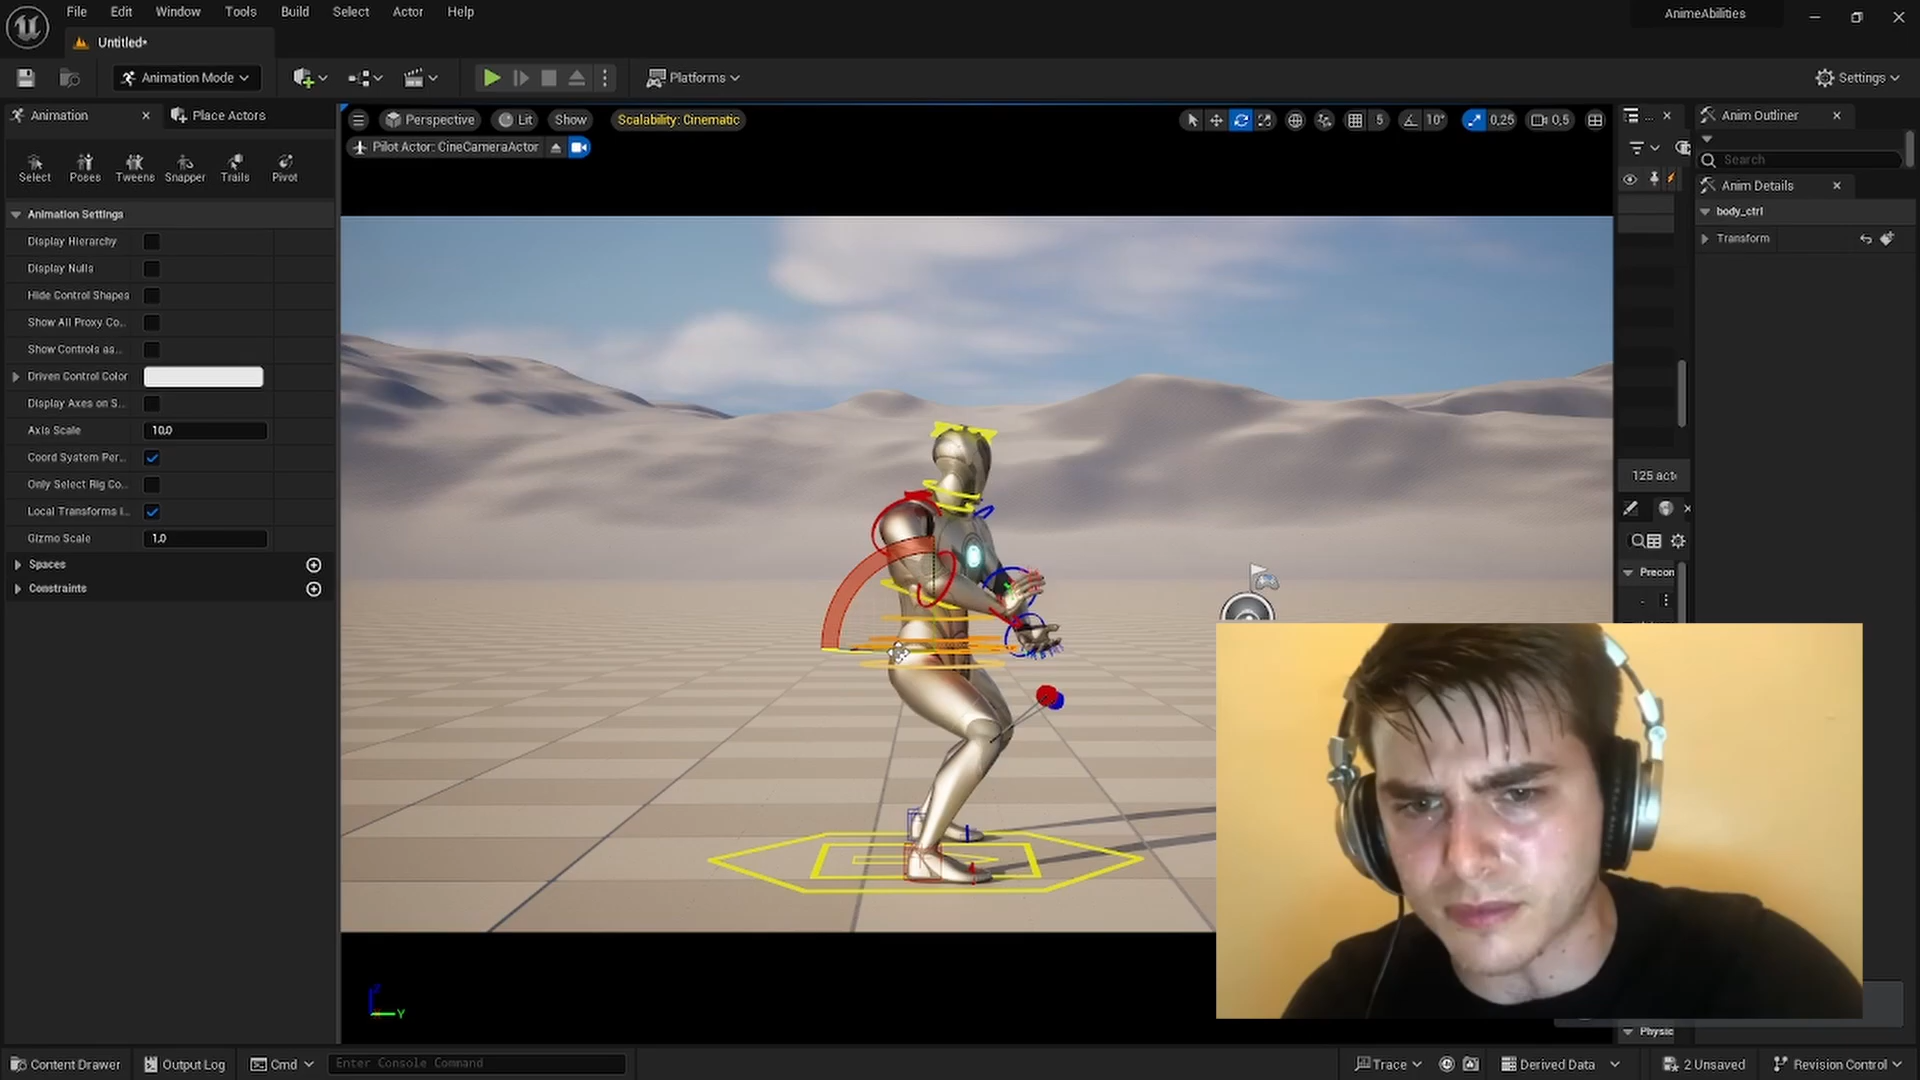 File Edit Window Tools Build Select Actor Help
AnimeAbilities
Untitled*
Animation Mode
Platforms
Settings
Animation
Place Actors
Perspective
Lit
Show
Scalability: Cinematic
5
10°
0,25
0,5
Pilot Actor: CineCameraActor
Select
Poses
Tweens
Snapper
Trails
Pivot
Animation Settings
Display Hierarchy
Display Nulls
Hide Control Shapes
Show All Proxy Co...
Show Controls as...
Driven Control Color
Display Axes on S...
Axis Scale
10,0
Coord System Per...
Only Select Rig Co...
Local Transforms I...
Gizmo Scale
1,0
Spaces
Constraints
...
Anim Outliner
Search
Anim Details
body_ctrl
Transform
125 act
Precon
Physic
Y
Content Drawer
Output Log
Cmd
Enter Console Command
Trace
Derived Data
2 Unsaved
Revision Control